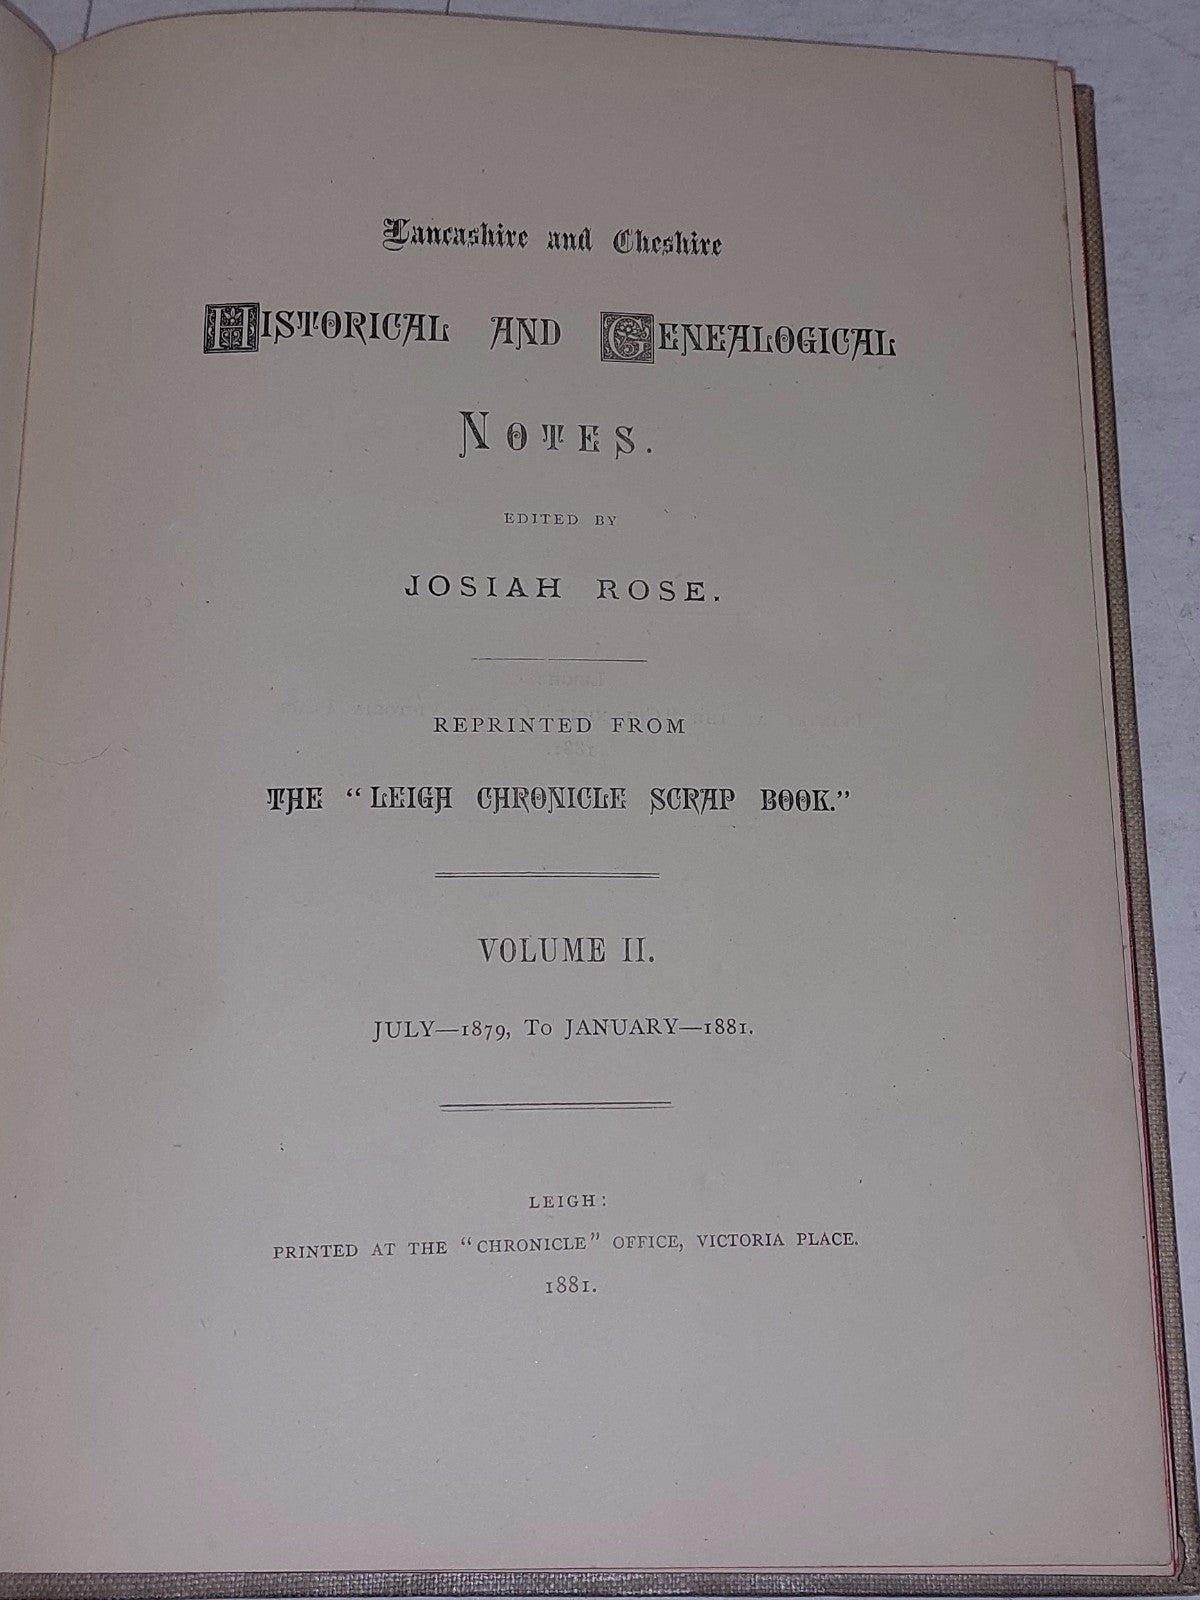 Lancashire and Cheshire
HISTORICAL AND GENEALOGICAL
NOTES.
EDITED BY
JOSIAH ROSE.
REPRINTED FROM
THE "LEIGH CHRONICLE SCRAP BOOK."
VOLUME II.
JULY—1879, To JANUARY—1881.
LEIGH:
PRINTED AT THE "CHRONICLE" OFFICE, VICTORIA PLACE.
1881.